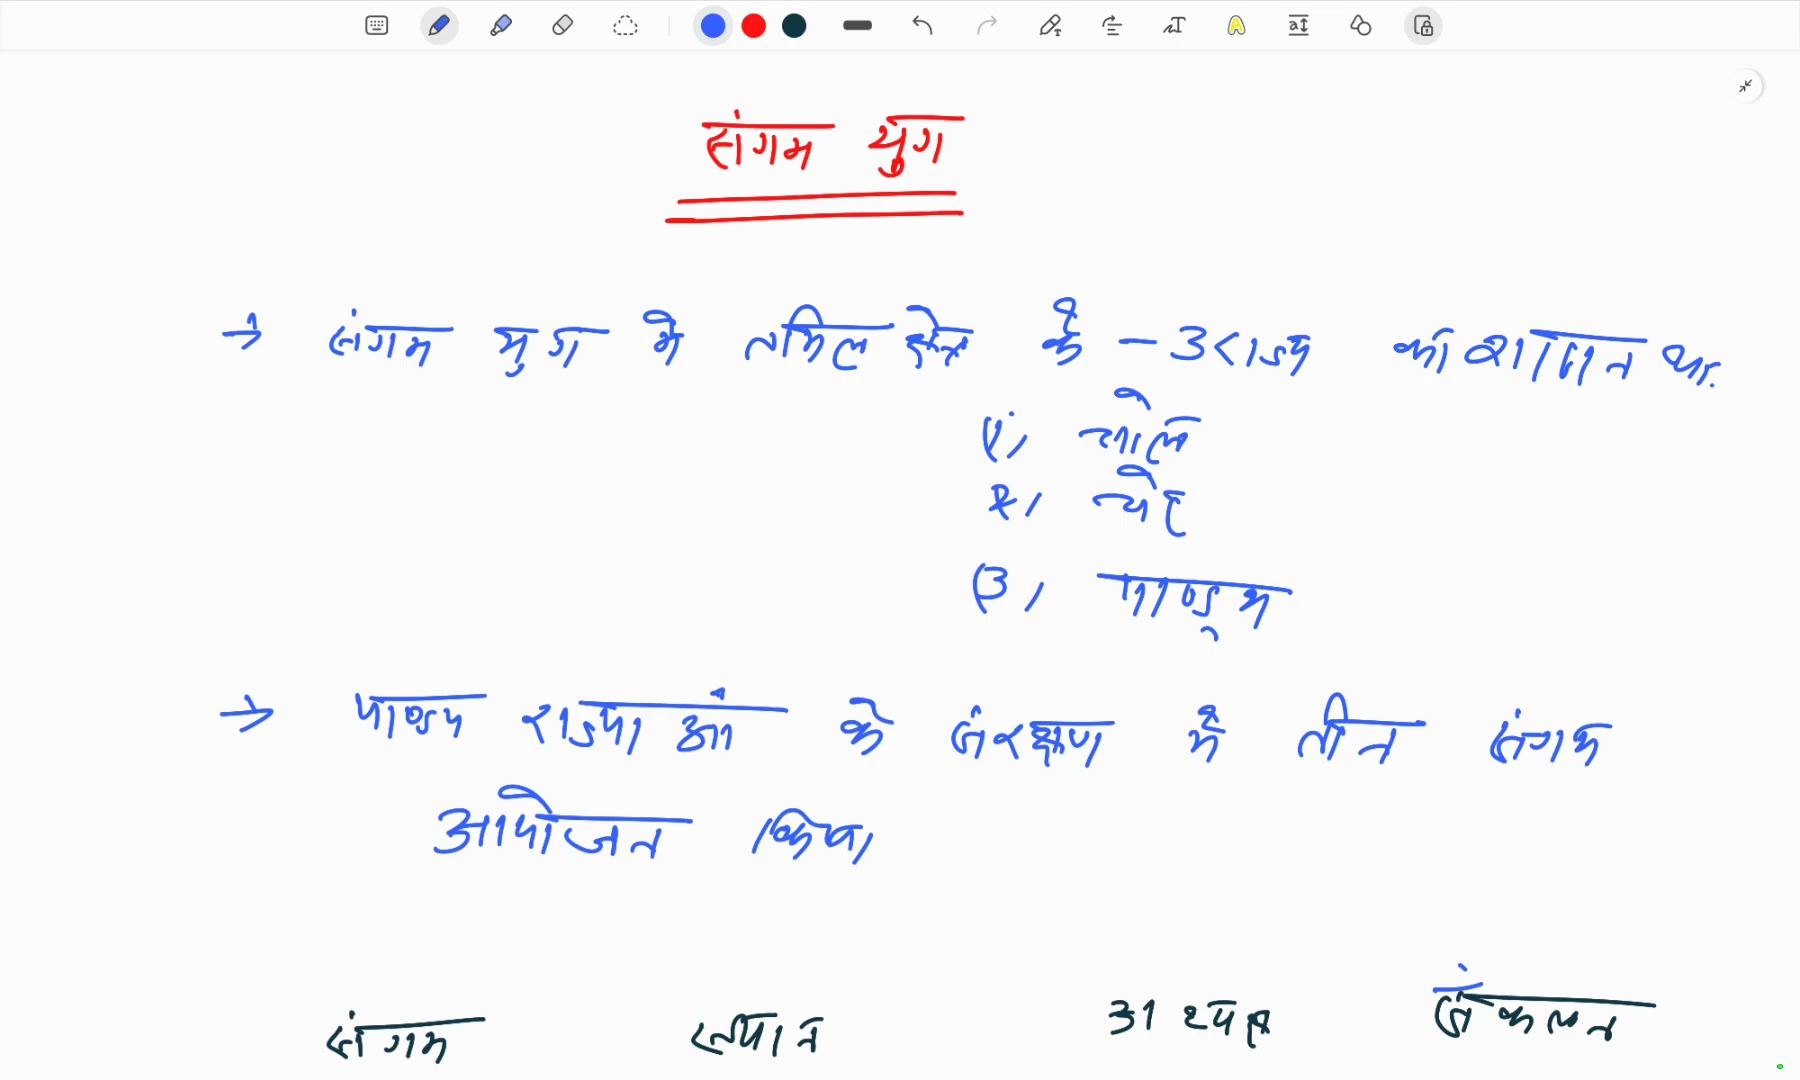 संगम युग
→ संगम युग में तमिल क्षेत्र के - 3 राज्य का शासन था.
(1) चोल
2) चेर
(3) पाण्ड्य
→ पाण्ड्य राज्याओं के संरक्षण में तीन संगम
आयोजन किया
संगम स्थान अध्यक्ष संकलन